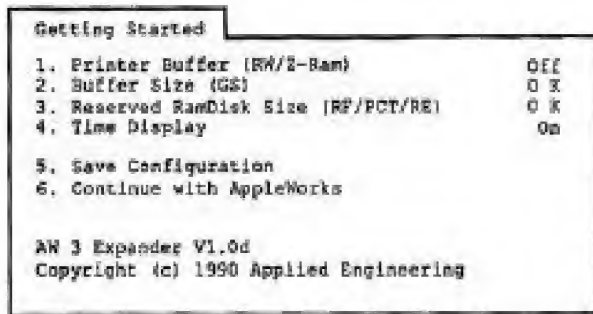 Getting Started
1. Printer Buffer (RW/Z-Ram) Off
2. Buffer Size (GS) 0 K
3. Reserved RamDisk Size (RF/PCT/RE) 0 K
4. Time Display On
5. Save Configuration
6. Continue with AppleWorks
AW 3 Expander V1.0d
Copyright (c) 1990 Applied Engineering